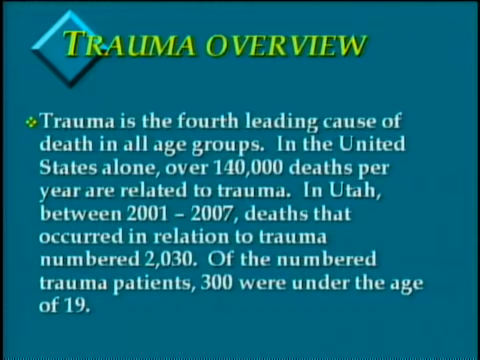 TRAUMA OVERVIEW
Trauma is the fourth leading cause of
death in all age groups. In the United
States alone, over 140,000 deaths per
year are related to trauma. In Utah,
between 2001 – 2007, deaths that
occurred in relation to trauma
numbered 2,030. Of the numbered
trauma patients, 300 were under the age
of 19.